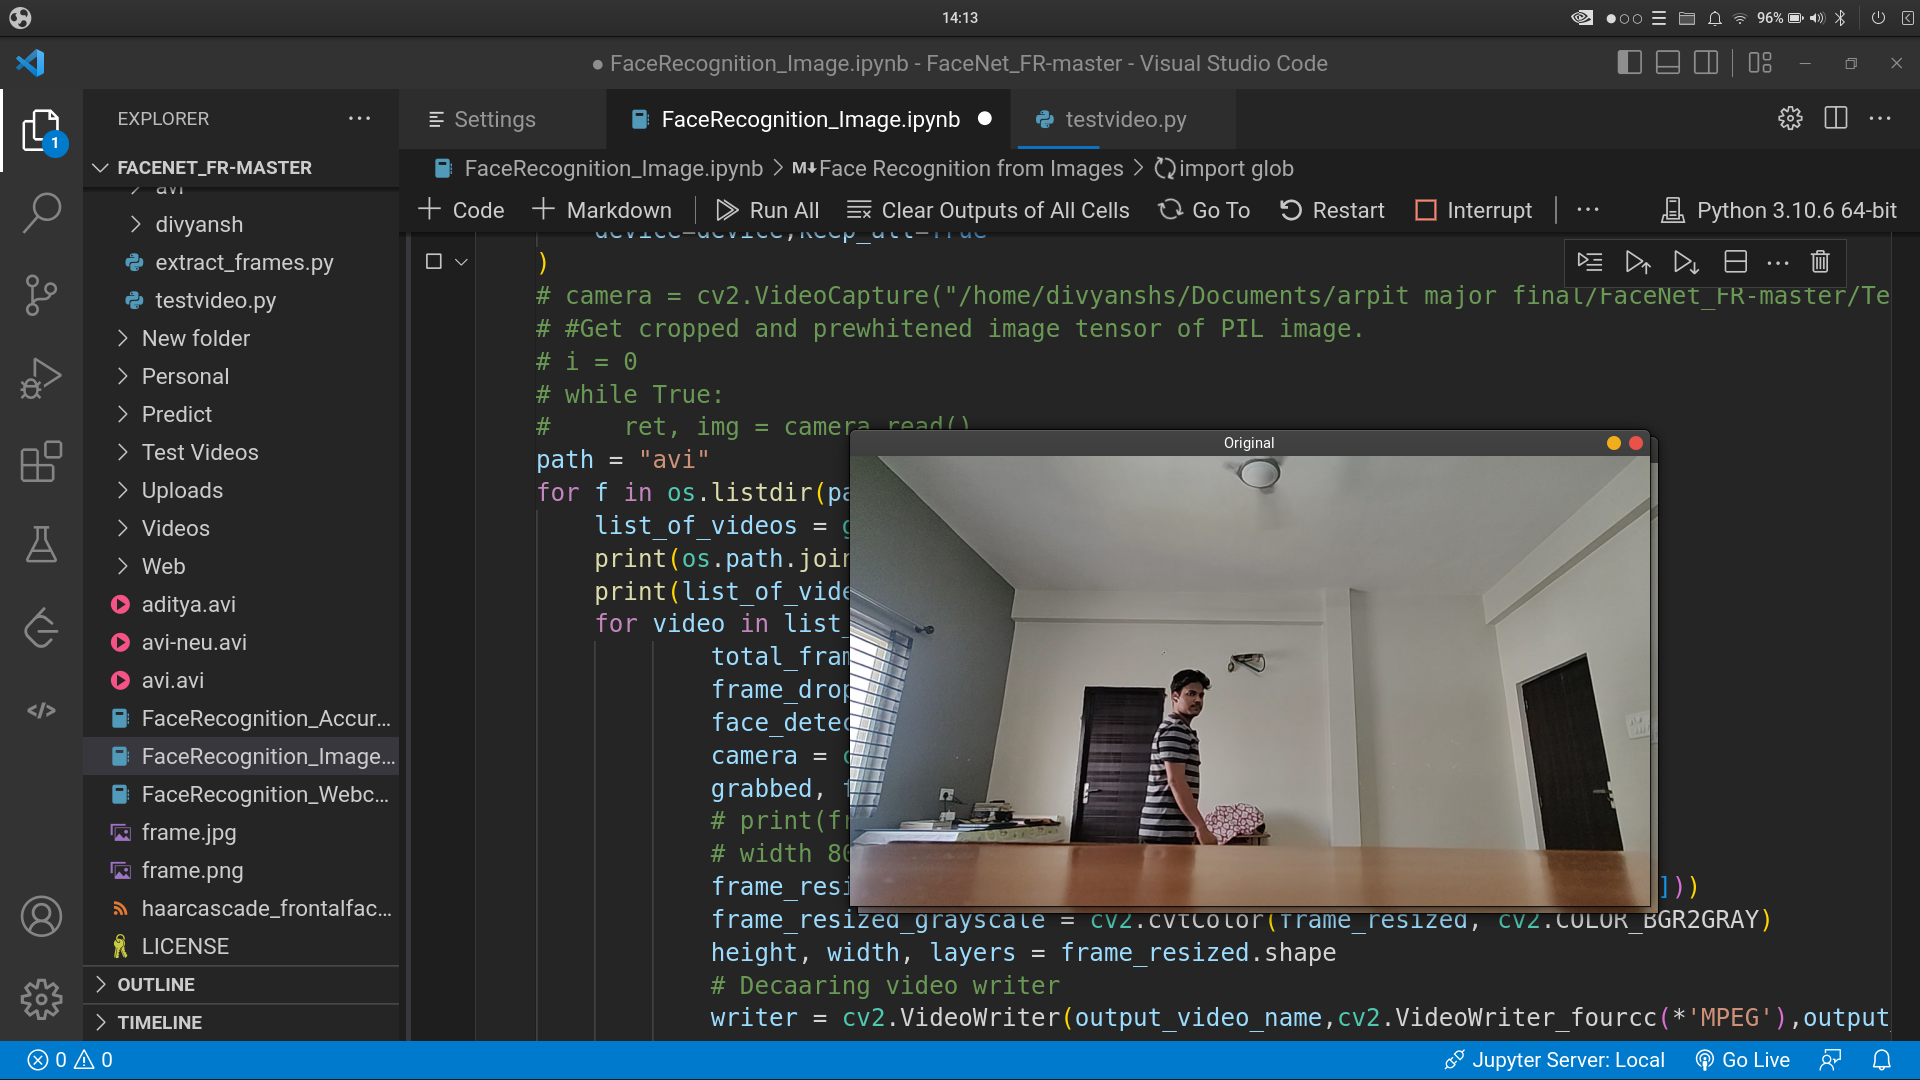 14:13
96%
● FaceRecognition_Image.ipynb - FaceNet_FR-master - Visual Studio Code
EXPLORER
1
Settings
FaceRecognition_Image.ipynb
testvideo.py
FACENET_FR-MASTER
FaceRecognition_Image.ipynb > M↓Face Recognition from Images > import glob
+ Code + Markdown
Run All
Clear Outputs of All Cells
Go To
Restart
Interrupt
Python 3.10.6 64-bit
avi
divyansh
extract_frames.py
testvideo.py
New folder
Personal
Predict
Test Videos
Uploads
Videos
Web
aditya.avi
avi-neu.avi
avi.avi
FaceRecognition_Accur...
FaceRecognition_Image...
FaceRecognition_Webc...
frame.jpg
frame.png
haarcascade_frontalfac...
LICENSE
OUTLINE
TIMELINE
device=device,keep_all=True
)
# camera = cv2.VideoCapture("/home/divyanshs/Documents/arpit major final/FaceNet_FR-master/Te
# #Get cropped and prewhitened image tensor of PIL image.
# i = 0
# while True:
#     ret, img = camera.read()
path = "avi"
for f in os.listdir(pa
list_of_videos = g
print(os.path.join
print(list_of_vide
for video in list_
total_fram
frame_drop
face_detec
camera = c
grabbed, f
# print(fr
# width 80
frame_resi
]))
frame_resized_grayscale = cv2.cvtColor(frame_resized, cv2.COLOR_BGR2GRAY)
height, width, layers = frame_resized.shape
# Decaaring video writer
writer = cv2.VideoWriter(output_video_name,cv2.VideoWriter_fourcc(*'MPEG'),output
Original
0 0
Jupyter Server: Local
Go Live